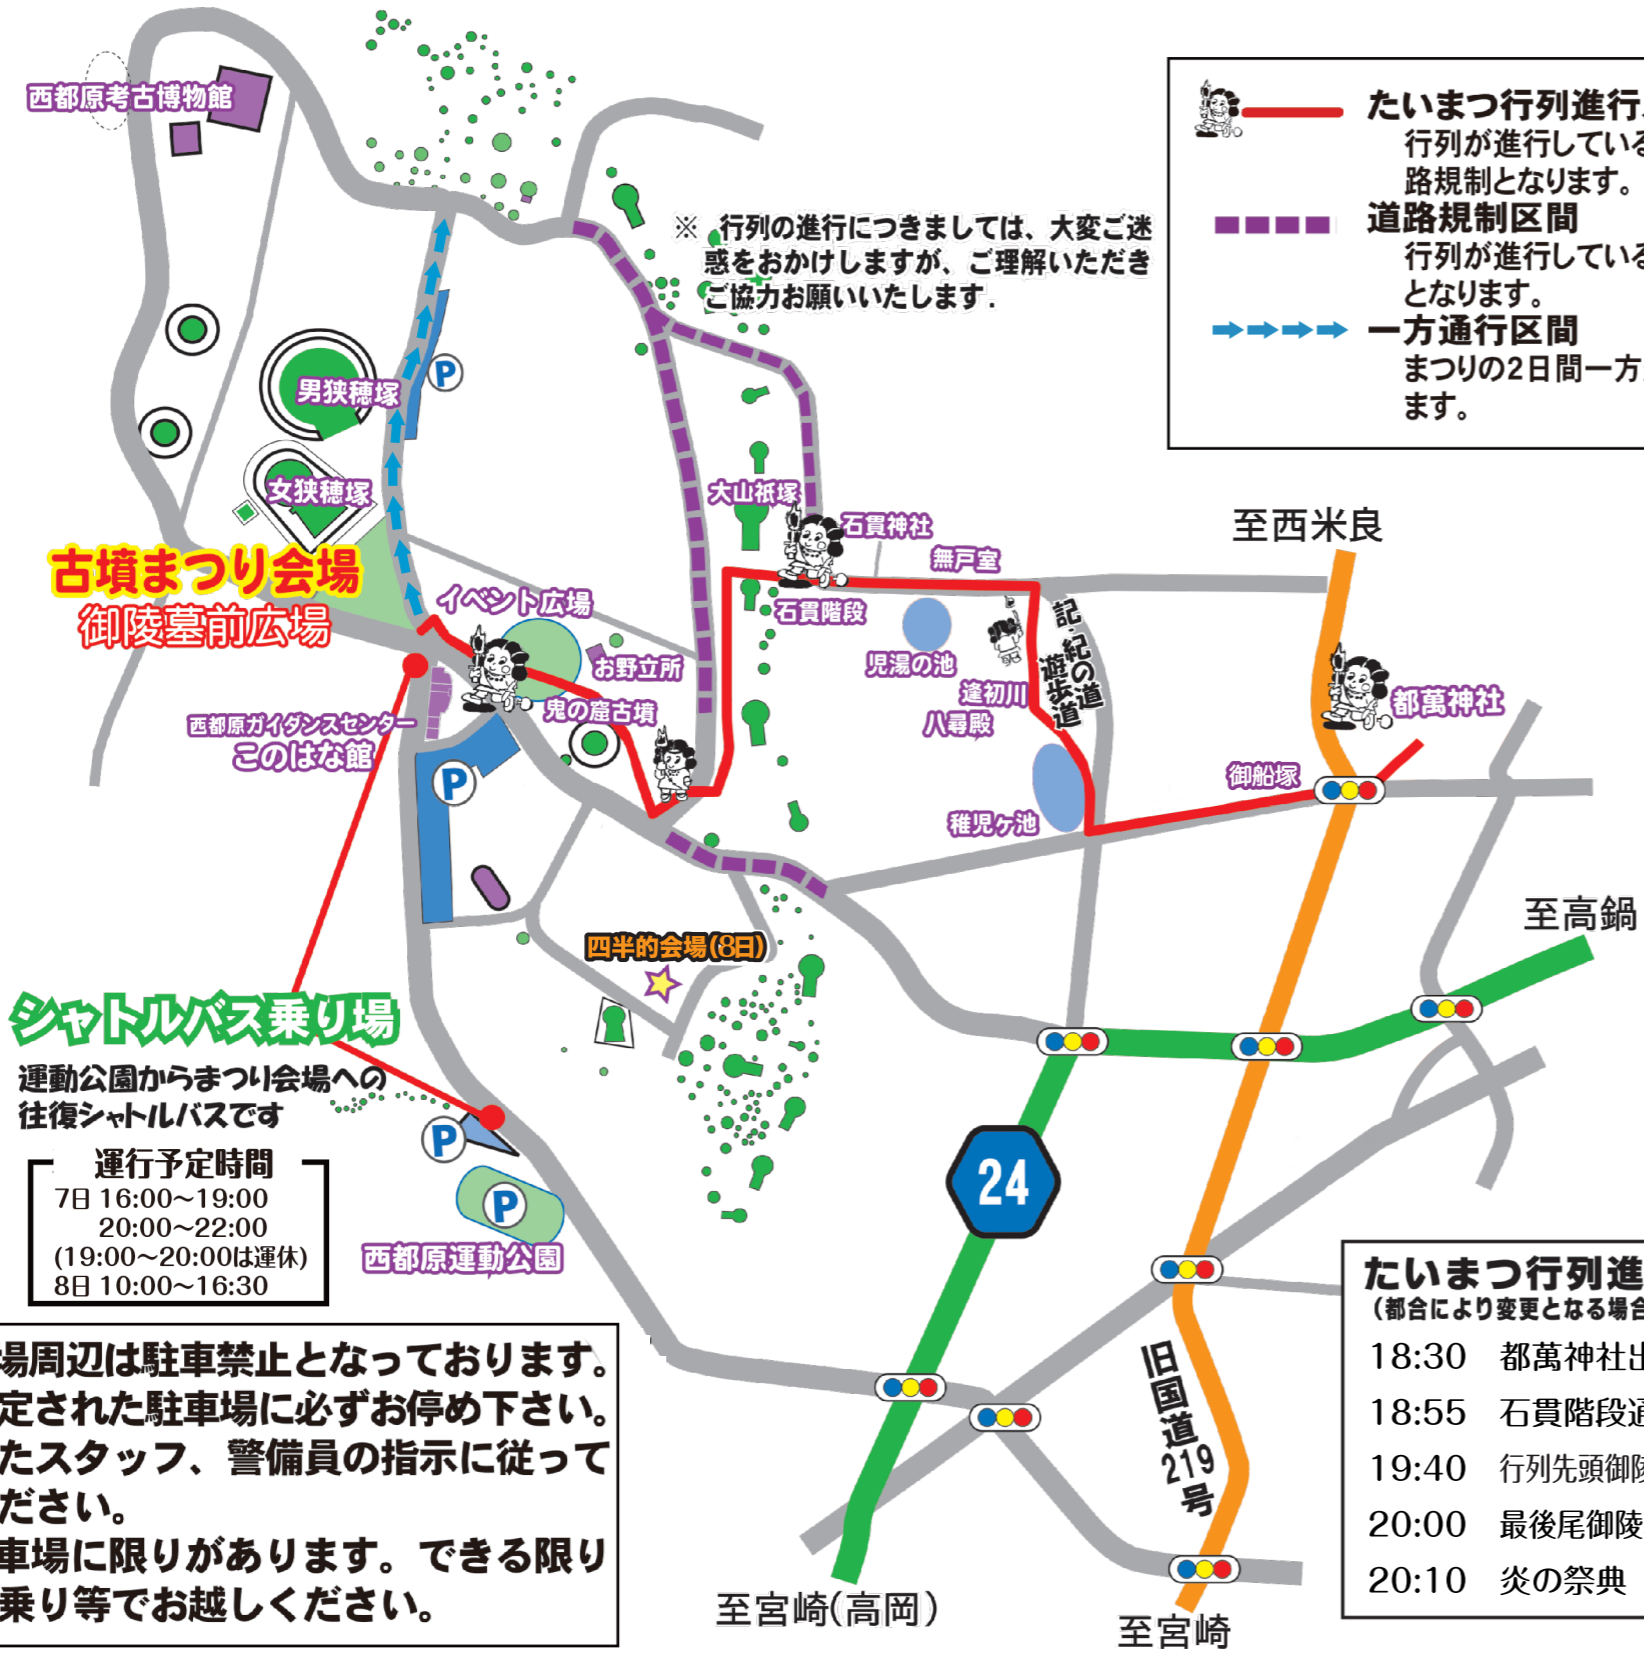 西都原考古博物館
たいまつ行列進行
行列が進行している
路規制となります。
道路規制区間
行列が進行している
となります。
一方通行区間
まつりの2日間一方
ます。
※ 行列の進行につきましては、大変ご迷
惑をおかけしますが、ご理解いただき
ご協力お願いいたします.
男狭穂塚
P
女狭穂塚
大山祇塚
石貫神社
無戸室
至西米良
古墳まつり会場
御陵墓前広場
イベント広場
石貫階段
お野立所
児湯の池
記・紀の道
遊歩道
逢初川
八尋殿
都萬神社
鬼の窟古墳
西都原ガイダンスセンター
このはな館
P
御船塚
稚児ヶ池
至高鍋
四半的会場(8日)
シャトルバス乗り場
運動公園からまつり会場への
往復シャトルバスです
運行予定時間
7日 16:00〜19:00
20:00〜22:00
(19:00〜20:00は運休)
8日 10:00〜16:30
P
P
西都原運動公園
24
旧国道219号
場周辺は駐車禁止となっております。
定された駐車場に必ずお停め下さい。
たスタッフ、警備員の指示に従って
ださい。
車場に限りがあります。できる限り
乗り等でお越しください。
たいまつ行列進
(都合により変更となる場合
18:30 都萬神社出
18:55 石貫階段通
19:40 行列先頭御陵
20:00 最後尾御陵
20:10 炎の祭典
至宮崎(高岡)
至宮崎